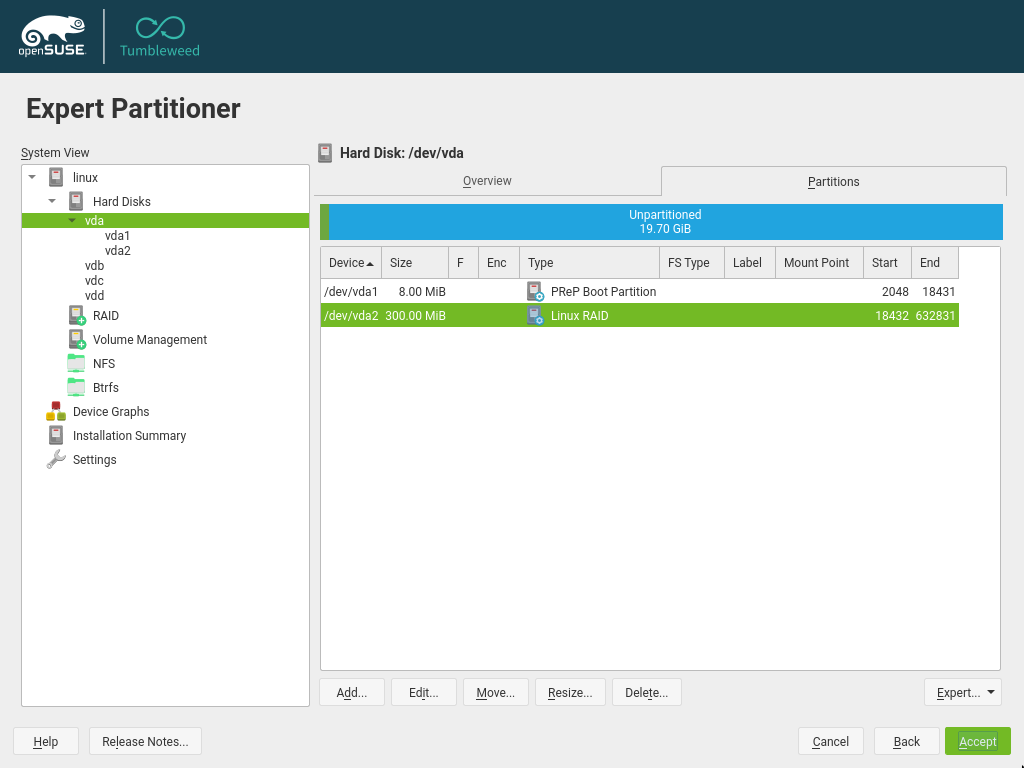 openSUSE
Tumbleweed
Expert Partitioner
System View
linux
Hard Disks
vda
vda1
vda2
vdb
vdc
vdd
RAID
Volume Management
NFS
Btrfs
Device Graphs
Installation Summary
Settings
Hard Disk: /dev/vda
Overview
Partitions
Unpartitioned
19.70 GiB
Device Size F Enc Type FS Type Label Mount Point Start End
/dev/vda1 8.00 MiB PReP Boot Partition 2048 18431
/dev/vda2 300.00 MiB Linux RAID 18432 632831
Add... Edit... Move... Resize... Delete... Expert...
Help Release Notes... Cancel Back Accept